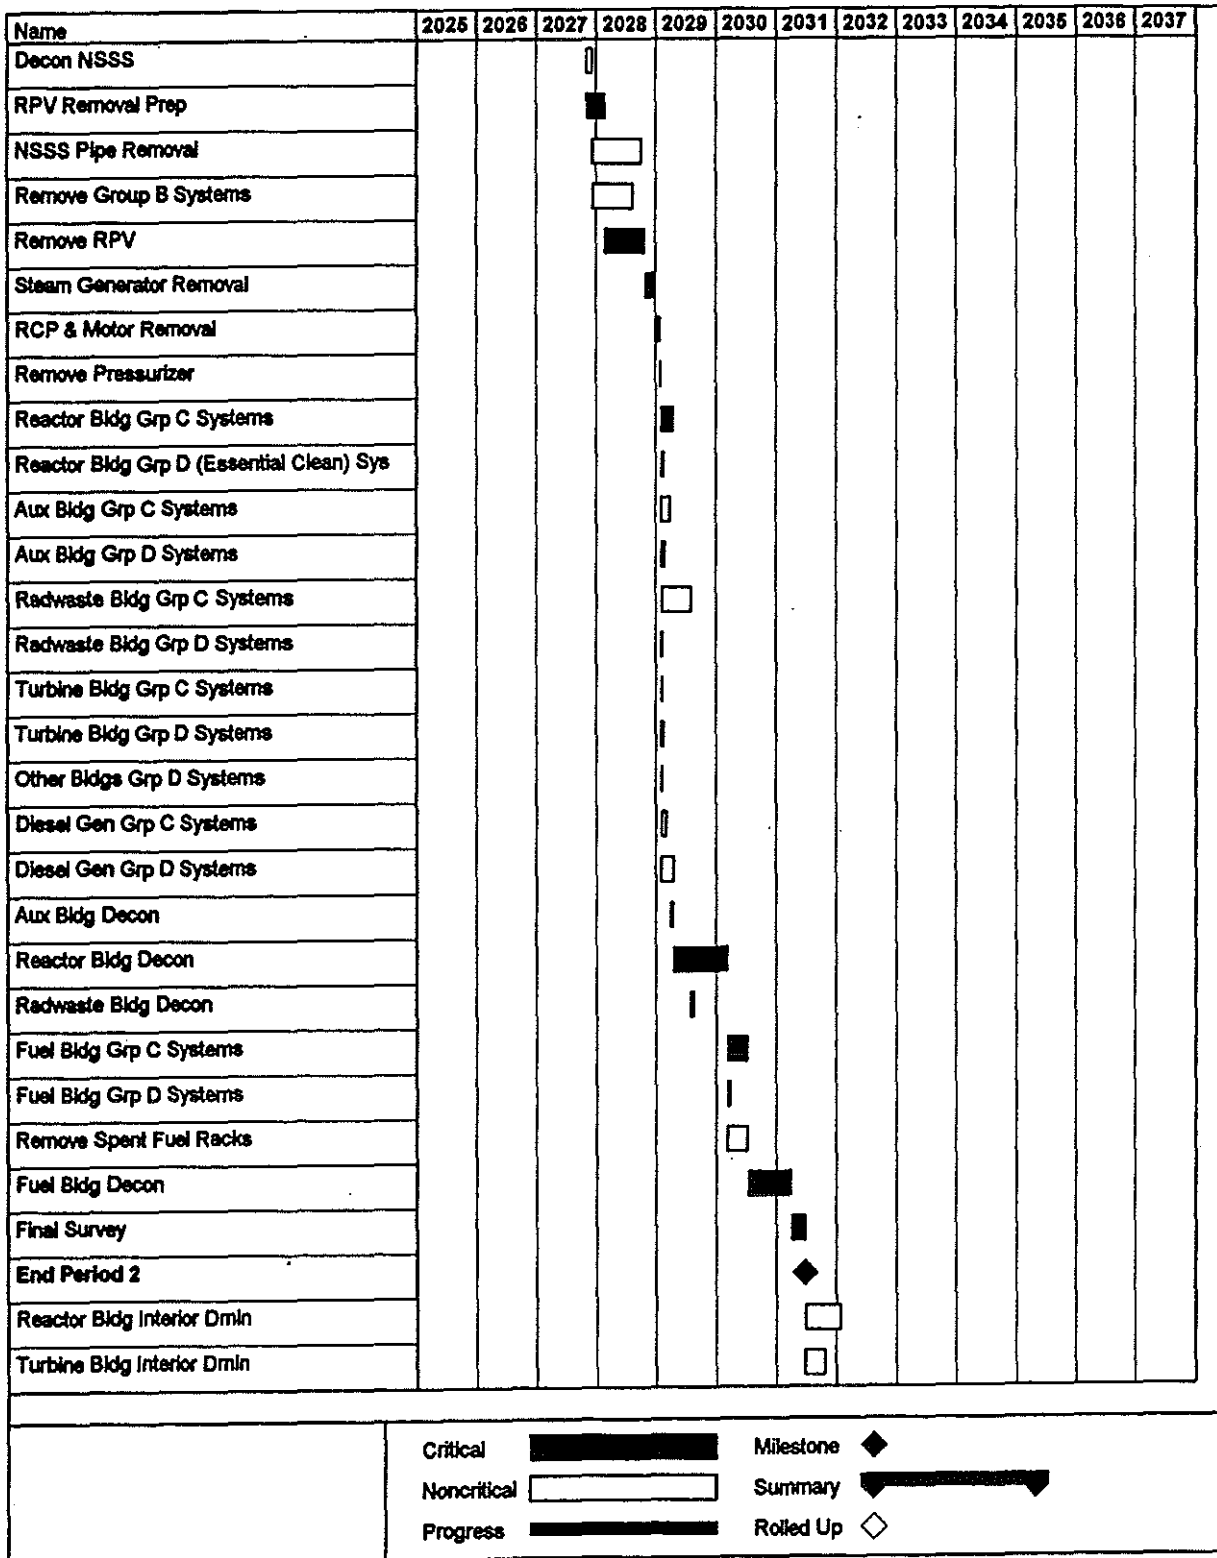 Name 2025 2026 2027 2028 2029 2030 2031 2032 2033 2034 2035 2036 2037
Decon NSSS
RPV Removal Prep
NSSS Pipe Removal
Remove Group B Systems
Remove RPV
Steam Generator Removal
RCP & Motor Removal
Remove Pressurizer
Reactor Bldg Grp C Systems
Reactor Bldg Grp D (Essential Clean) Sys
Aux Bldg Grp C Systems
Aux Bldg Grp D Systems
Radwaste Bldg Grp C Systems
Radwaste Bldg Grp D Systems
Turbine Bldg Grp C Systems
Turbine Bldg Grp D Systems
Other Bldgs Grp D Systems
Diesel Gen Grp C Systems
Diesel Gen Grp D Systems
Aux Bldg Decon
Reactor Bldg Decon
Radwaste Bldg Decon
Fuel Bldg Grp C Systems
Fuel Bldg Grp D Systems
Remove Spent Fuel Racks
Fuel Bldg Decon
Final Survey
End Period 2
Reactor Bldg Interior Dmln
Turbine Bldg Interior Dmln
Critical Milestone
Noncritical Summary
Progress Rolled Up